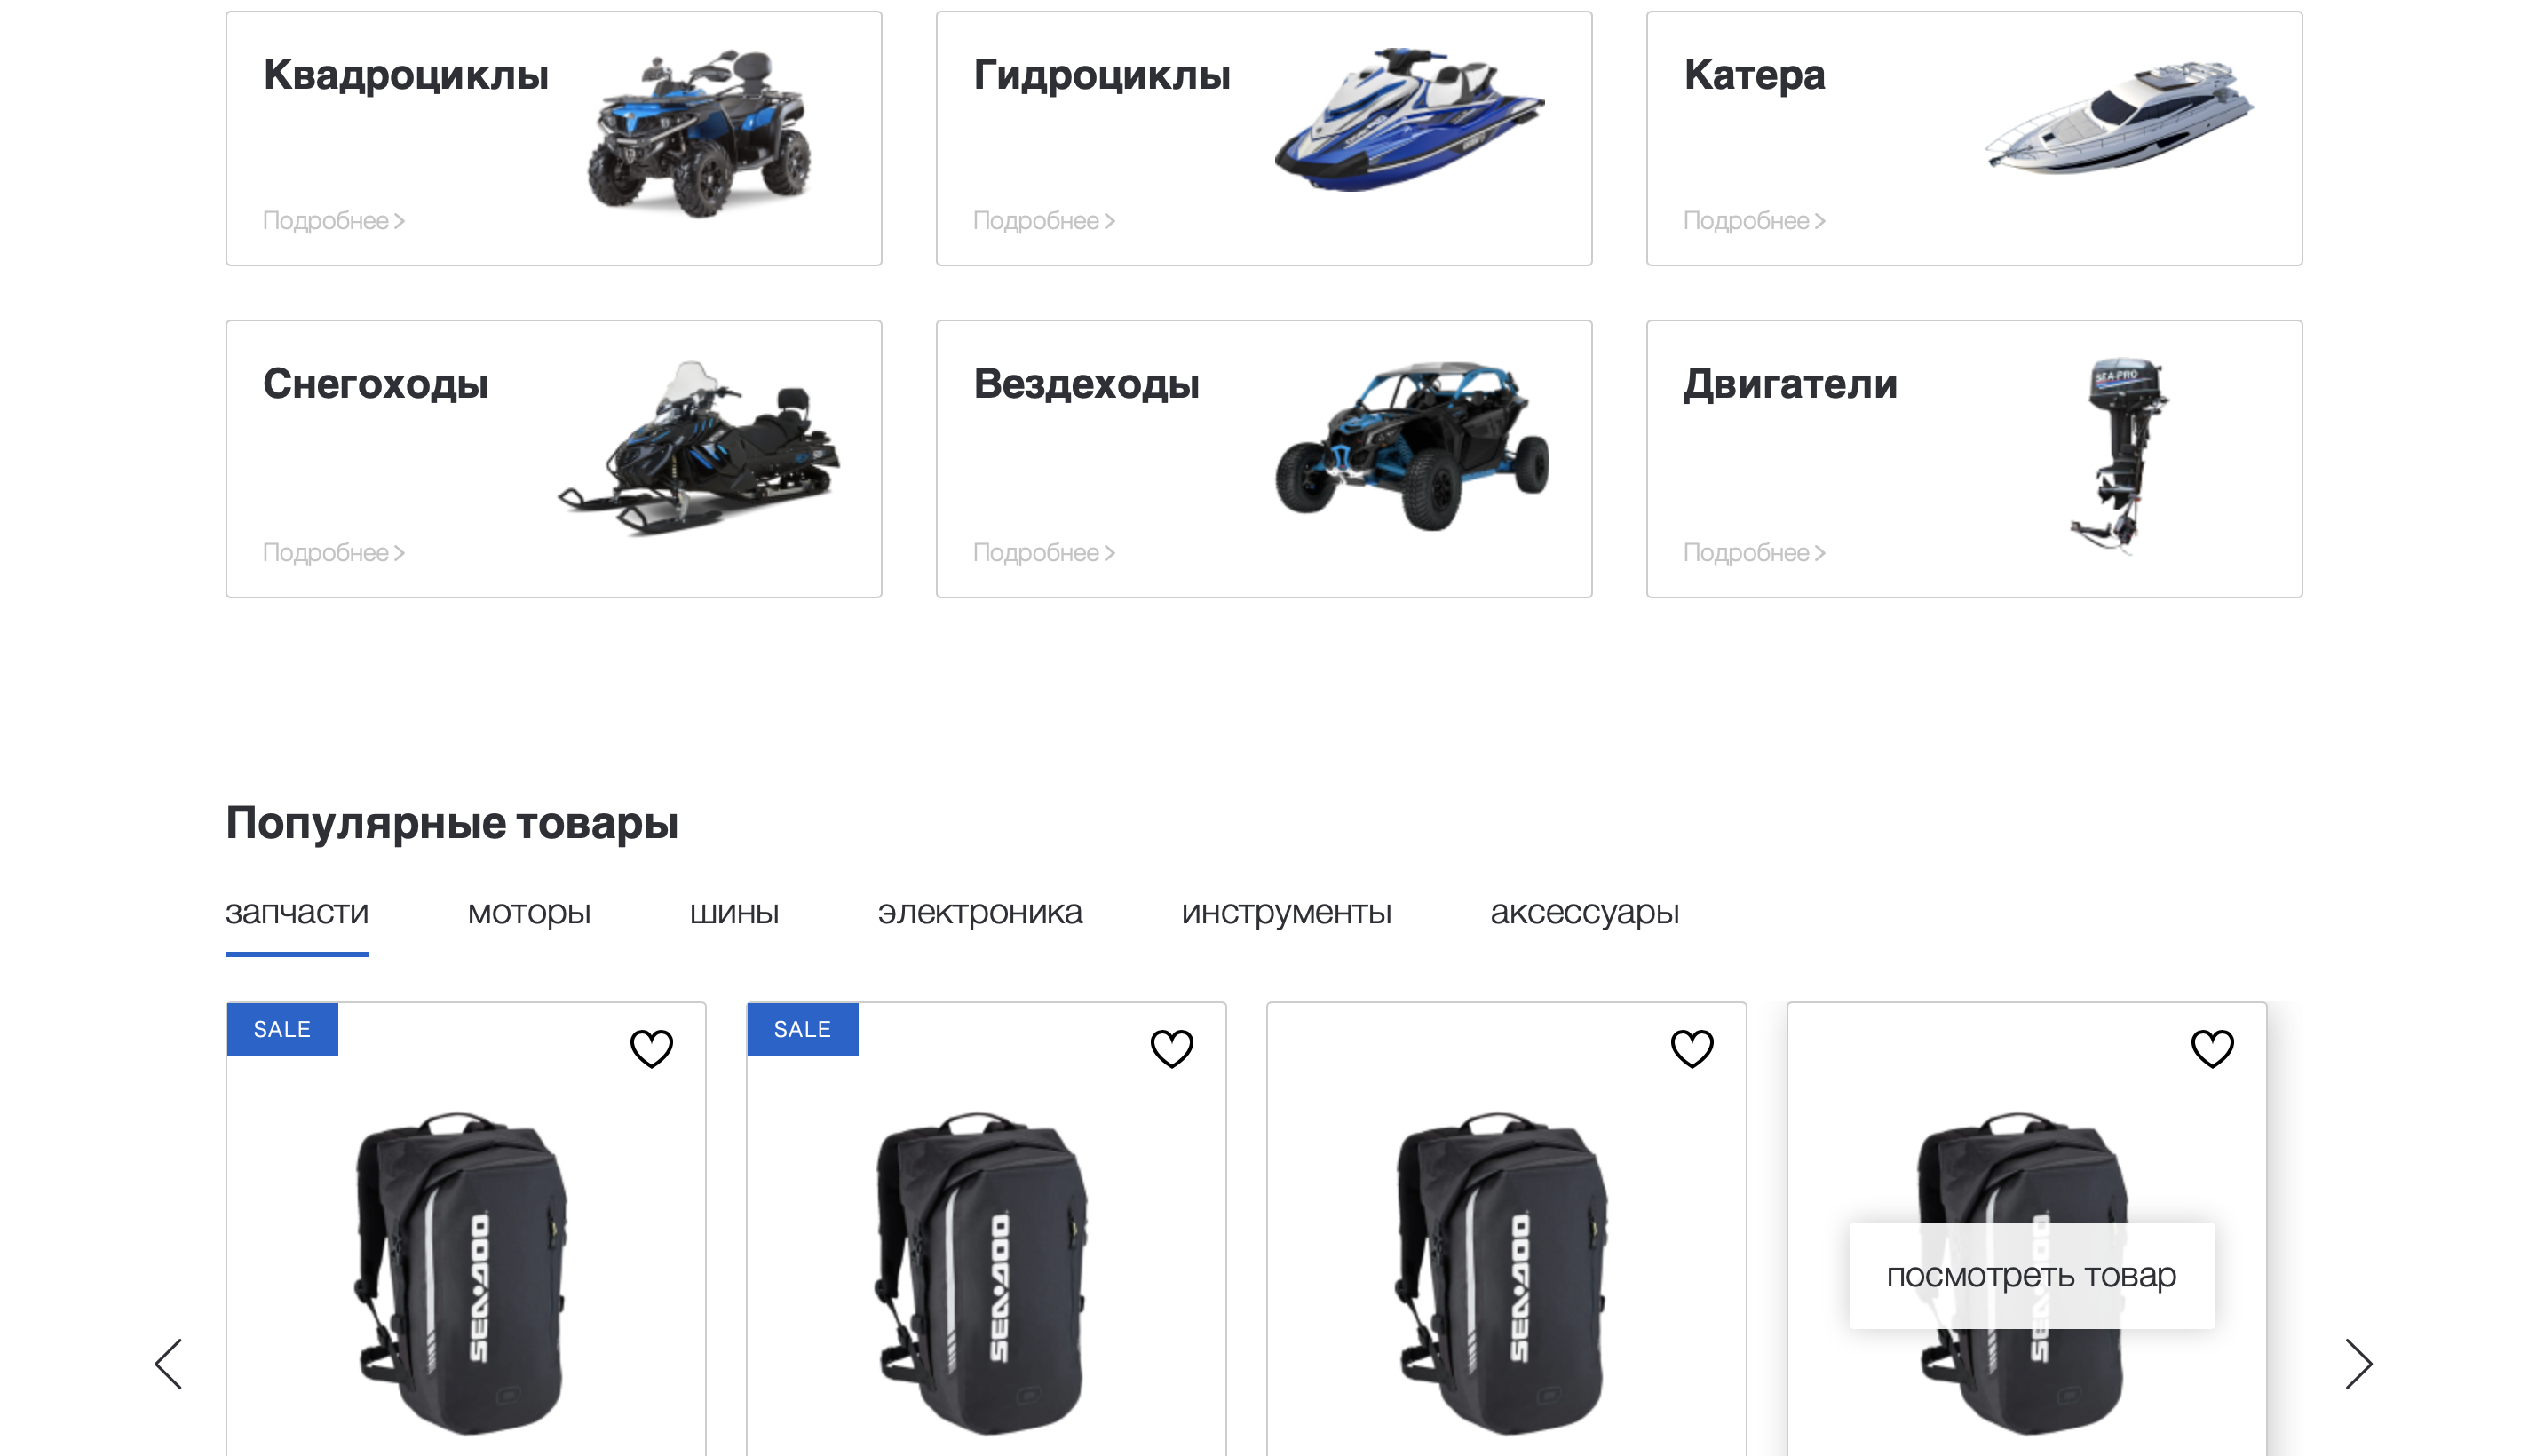 Квадроциклы
Подробнее >
Гидроциклы
Подробнее >
Катера
Подробнее >
Снегоходы
Подробнее >
Вездеходы
Подробнее >
SEA-PRO
Двигатели
Подробнее >
Популярные товары
запчасти моторы шины электроника инструменты аксессуары
SALE
SEA-DOO
SALE
SEA-DOO
SEA-DOO
SEA-DOO
посмотреть товар